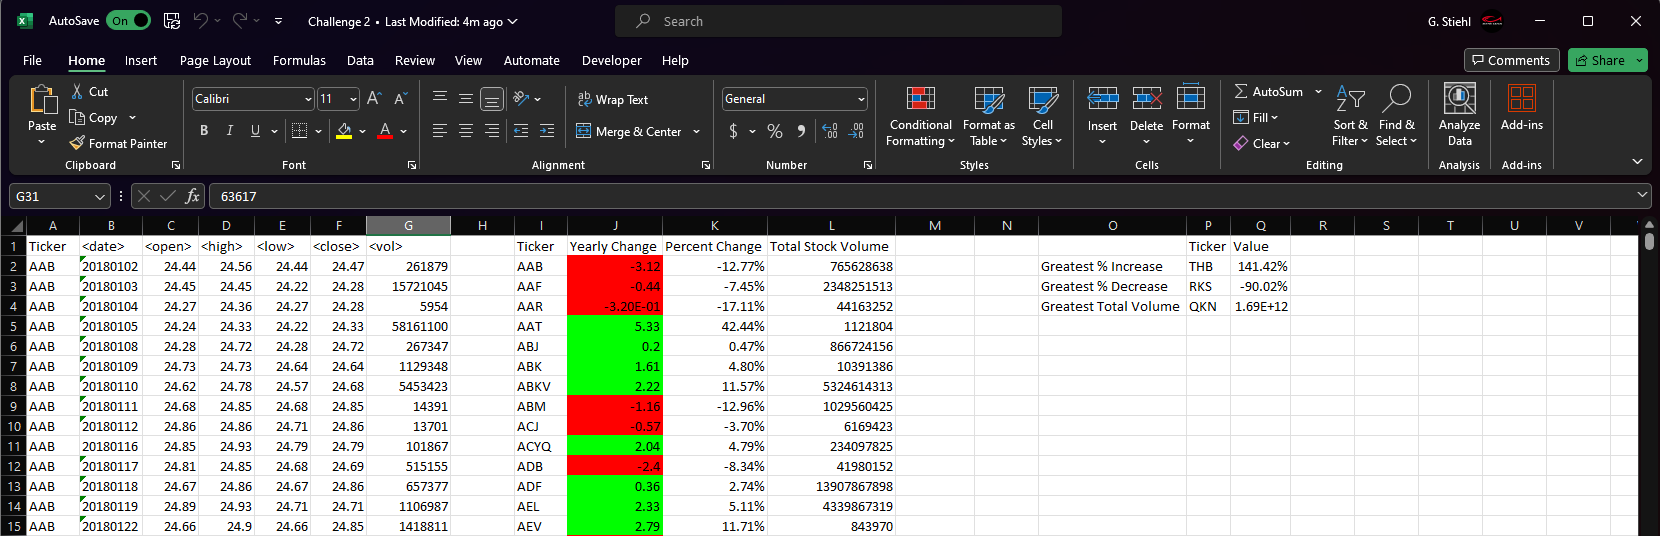 AutoSave On Challenge 2 • Last Modified: 4m ago Search G. Stiehl
File Home Insert Page Layout Formulas Data Review View Automate Developer Help Comments Share
Paste Cut Calibri 11 Wrap Text General Conditional Formatting Format as Table Cell Styles Insert Delete Format AutoSum Sort & Filter Find & Select Analyze Data Add-ins
Copy Fill
Format Painter B I U A Merge & Center $ % Clear
Clipboard Font Alignment Number Styles Cells Editing Analysis Add-ins
G31 fx 63617
A B C D E F G H I J K L M N O P Q R S T U V
1 Ticker <date> <open> <high> <low> <close> <vol> Ticker Yearly Change Percent Change Total Stock Volume Ticker Value
2 AAB 20180102 24.44 24.56 24.44 24.47 261879 AAB -3.12 -12.77% 765628638 Greatest % Increase THB 141.42%
3 AAB 20180103 24.45 24.45 24.22 24.28 15721045 AAF -0.44 -7.45% 2348251513 Greatest % Decrease RKS -90.02%
4 AAB 20180104 24.27 24.36 24.27 24.28 5954 AAR -3.20E-01 -17.11% 44163252 Greatest Total Volume QKN 1.69E+12
5 AAB 20180105 24.24 24.33 24.22 24.33 58161100 AAT 5.33 42.44% 1121804
6 AAB 20180108 24.28 24.72 24.28 24.72 267347 ABJ 0.2 0.47% 866724156
7 AAB 20180109 24.73 24.73 24.64 24.64 1129348 ABK 1.61 4.80% 10391386
8 AAB 20180110 24.62 24.78 24.57 24.68 5453423 ABKV 2.22 11.57% 5324614313
9 AAB 20180111 24.68 24.85 24.68 24.85 14391 ABM -1.16 -12.96% 1029560425
10 AAB 20180112 24.86 24.86 24.71 24.86 13701 ACJ -0.57 -3.70% 6169423
11 AAB 20180116 24.85 24.93 24.79 24.79 101867 ACYQ 2.04 4.79% 234097825
12 AAB 20180117 24.81 24.85 24.68 24.69 515155 ADB -2.4 -8.34% 41980152
13 AAB 20180118 24.67 24.86 24.67 24.86 657377 ADF 0.36 2.74% 13907867898
14 AAB 20180119 24.89 24.93 24.71 24.71 1106987 AEL 2.33 5.11% 4339867319
15 AAB 20180122 24.66 24.9 24.66 24.85 1418811 AEV 2.79 11.71% 843970